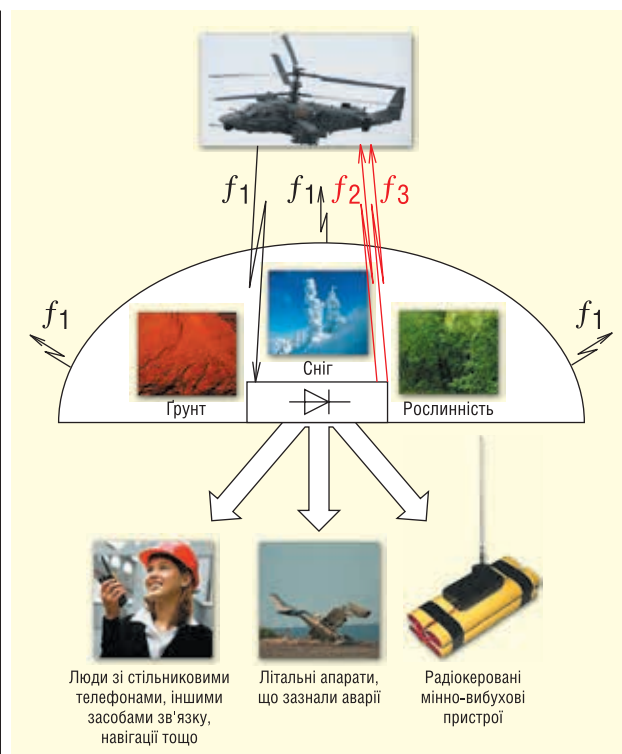 f1 f1 f2 f3
f1 f1
Сніг
Ґрунт Рослинність
Люди зі стільниковими
телефонами, іншими
засобами зв'язку,
навігації тощо
Літальні апарати,
що зазнали аварії
Радіокеровані
мінно-вибухові
пристрої